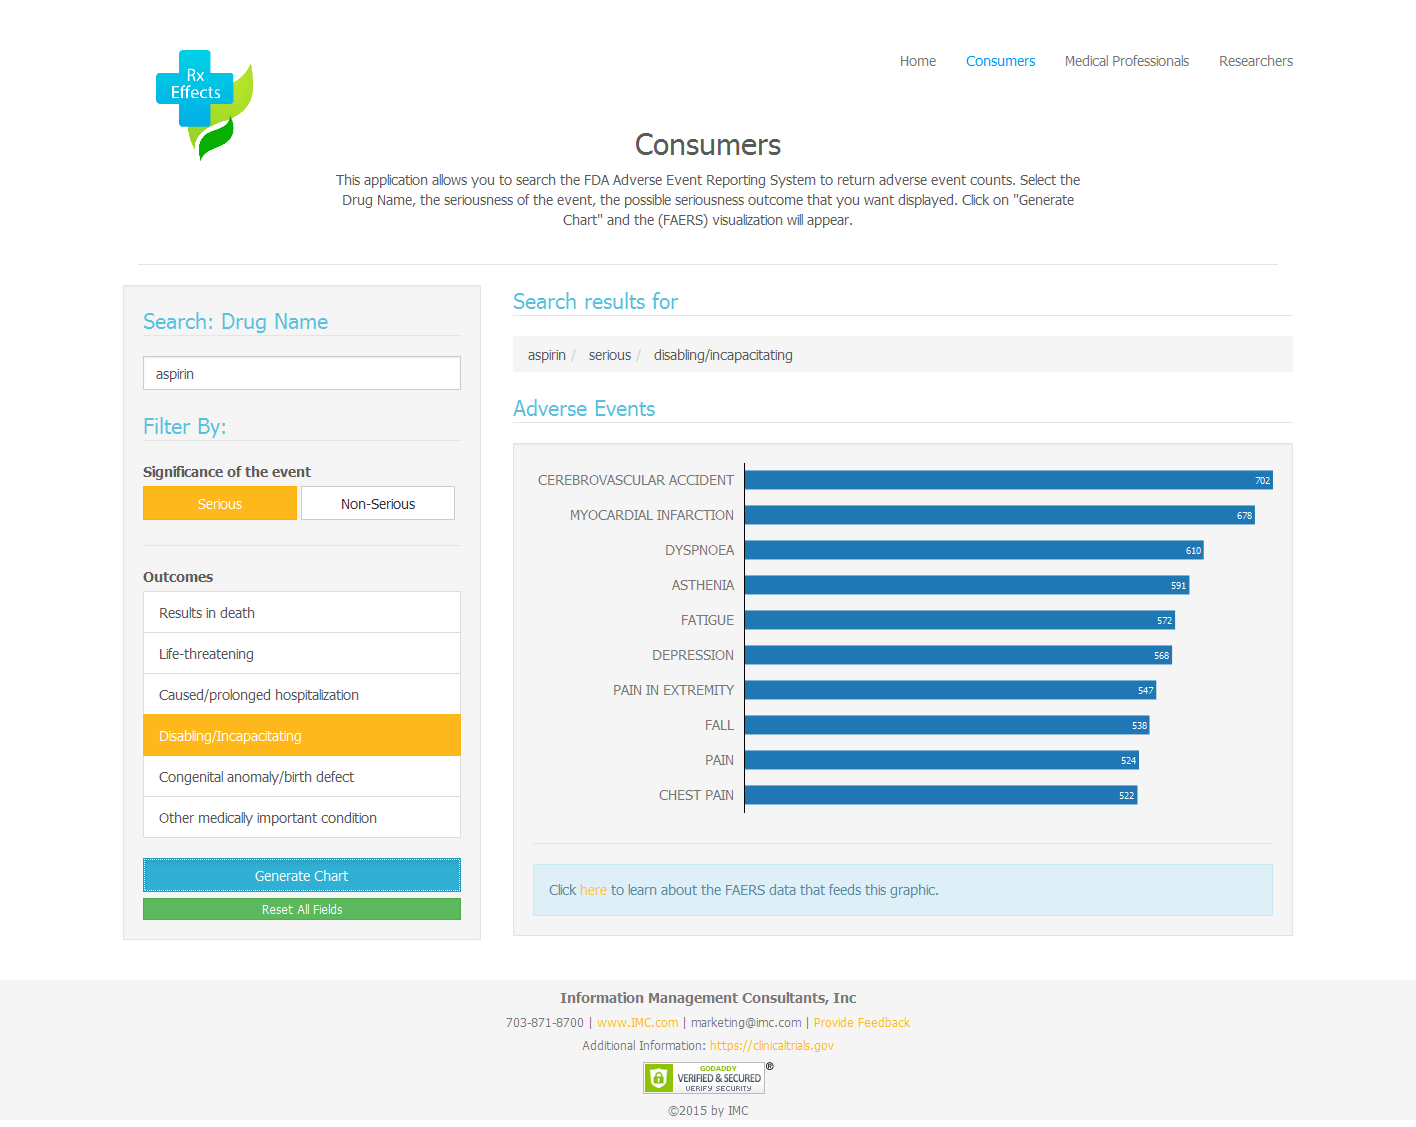 Rx
Effects
Home Consumers Medical Professionals Researchers
Consumers
This application allows you to search the FDA Adverse Event Reporting System to return adverse event counts. Select the
Drug Name, the seriousness of the event, the possible seriousness outcome that you want displayed. Click on "Generate
Chart" and the (FAERS) visualization will appear.
Search: Drug Name
aspirin
Filter By:
Significance of the event
Serious Non-Serious
Outcomes
Results in death
Life-threatening
Caused/prolonged hospitalization
Disabling/Incapacitating
Congenital anomaly/birth defect
Other medically important condition
Generate Chart
Reset All Fields
Search results for
aspirin / serious / disabling/incapacitating
Adverse Events
CEREBROVASCULAR ACCIDENT 702
MYOCARDIAL INFARCTION 678
DYSPNOEA 610
ASTHENIA 591
FATIGUE 572
DEPRESSION 568
PAIN IN EXTREMITY 547
FALL 538
PAIN 524
CHEST PAIN 522
Click here to learn about the FAERS data that feeds this graphic.
Information Management Consultants, Inc
703-871-8700 | www.IMC.com | marketing@imc.com | Provide Feedback
Additional Information: https://clinicaltrials.gov
GODADDY
VERIFIED & SECURED ®
VERIFY SECURITY
©2015 by IMC